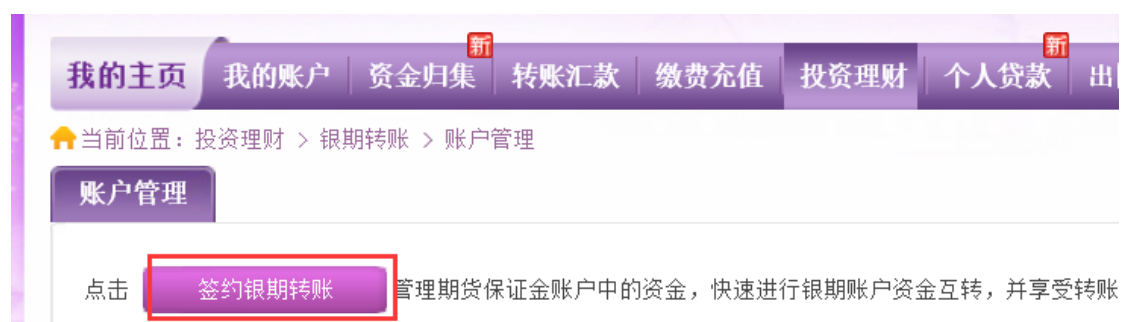 新 新
我的主页 我的账户 资金归集 转账汇款 缴费充值 投资理财 个人贷款 出
当前位置：投资理财 > 银期转账 > 账户管理
账户管理
点击 签约银期转账 管理期货保证金账户中的资金，快速进行银期账户资金互转，并享受转账